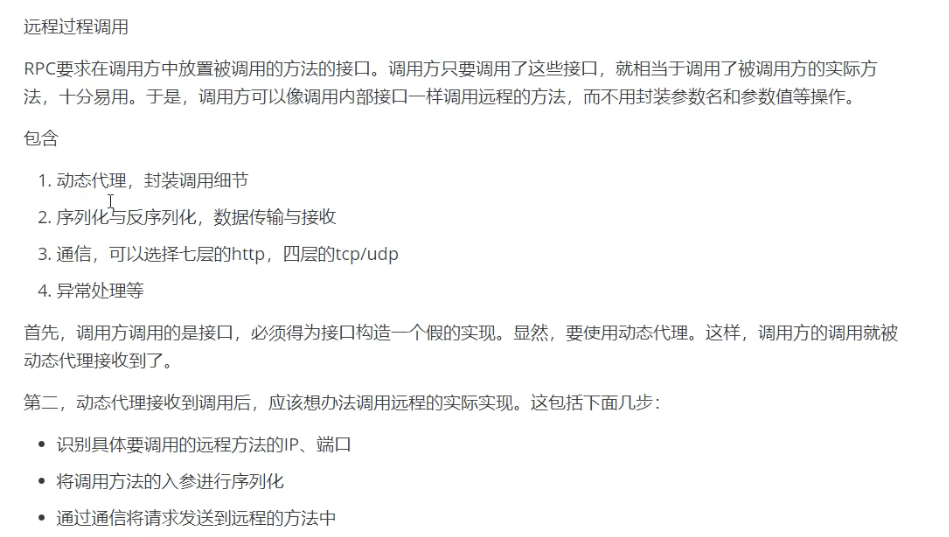 远程过程调用
RPC要求在调用方中放置被调用的方法的接口。调用方只要调用了这些接口，就相当于调用了被调用方的实际方
法，十分易用。于是，调用方可以像调用内部接口一样调用远程的方法，而不用封装参数名和参数值等操作。
包含
1. 动态代理，封装调用细节
2. 序列化与反序列化，数据传输与接收
3. 通信，可以选择七层的http，四层的tcp/udp
4. 异常处理等
首先，调用方调用的是接口，必须得为接口构造一个假的实现。显然，要使用动态代理。这样，调用方的调用就被
动态代理接收到了。
第二，动态代理接收到调用后，应该想办法调用远程的实际实现。这包括下面几步：
• 识别具体要调用的远程方法的IP、端口
• 将调用方法的入参进行序列化
• 通过通信将请求发送到远程的方法中